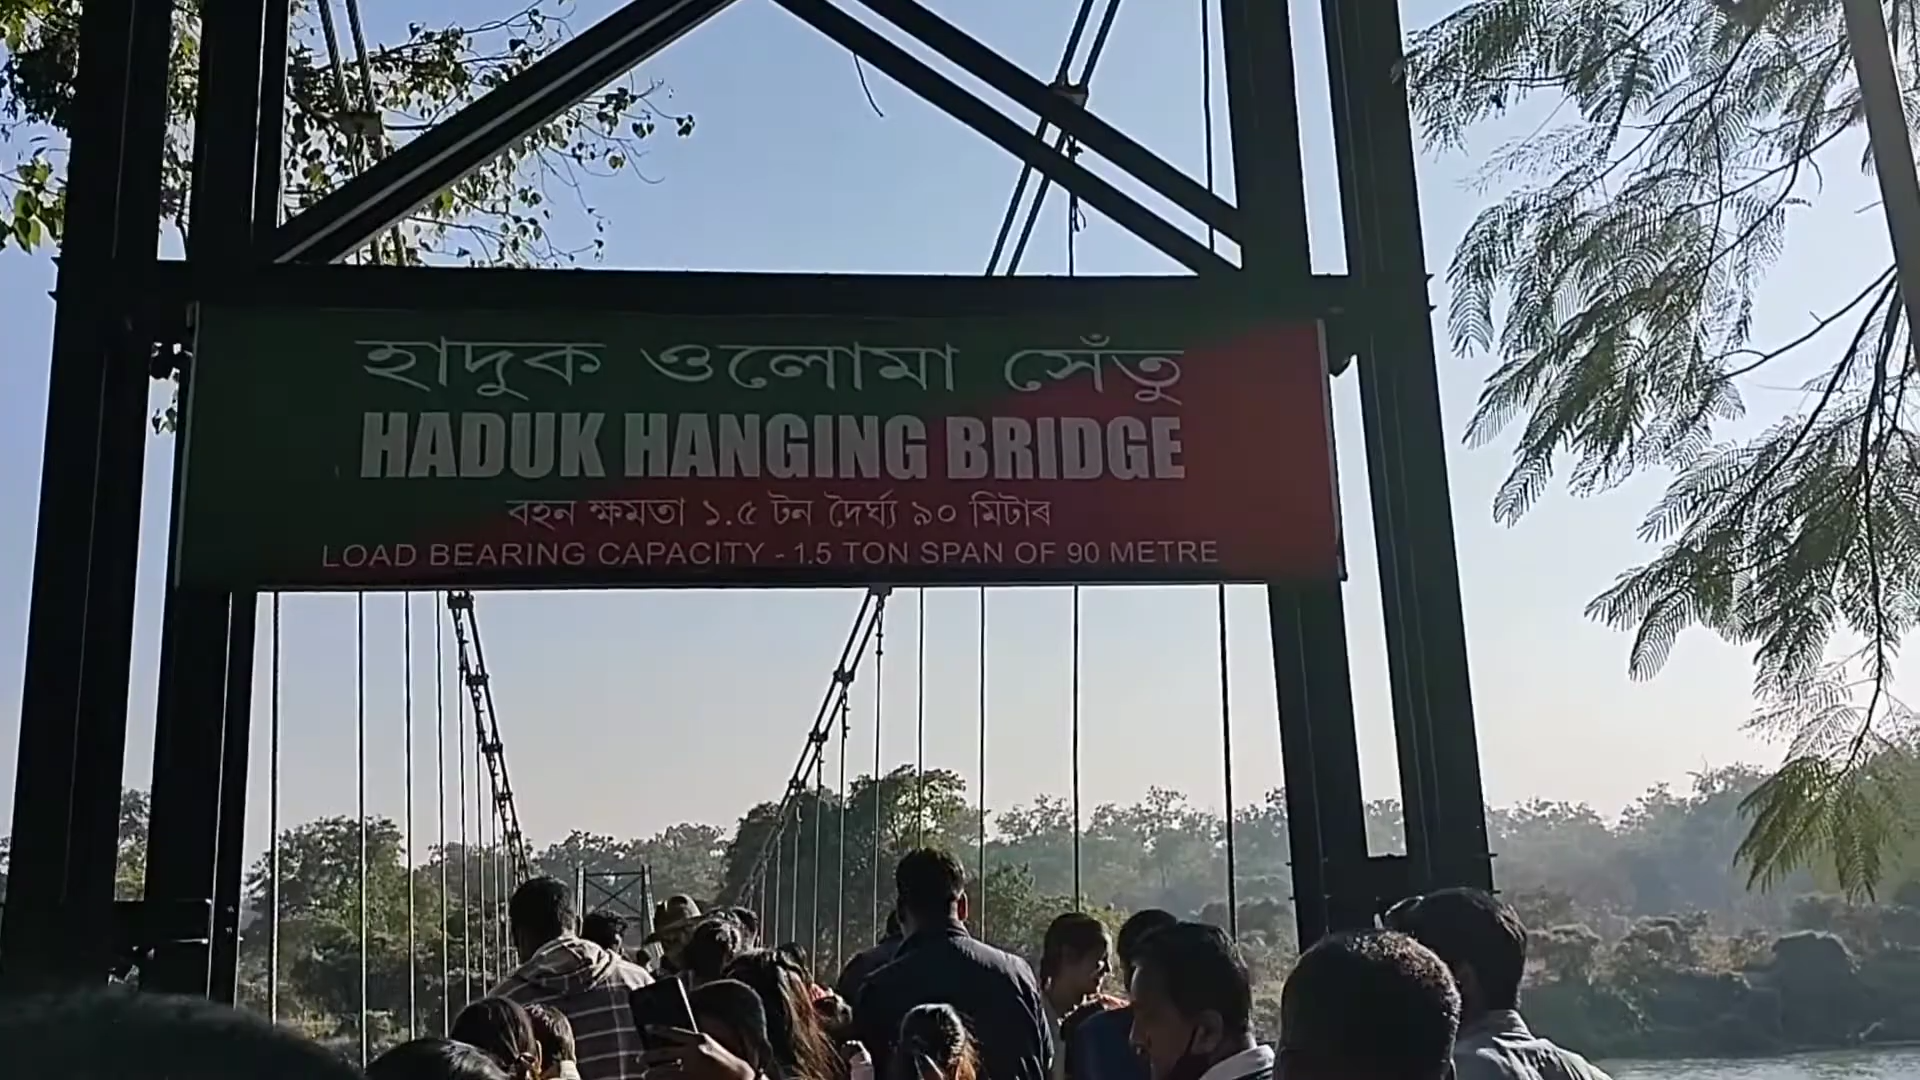 হাদুক ওলোমা সেঁতু
HADUK HANGING BRIDGE
বহন ক্ষমতা ১.৫ টন দৈৰ্ঘ্য ৯০ মিটাৰ
LOAD BEARING CAPACITY - 1.5 TON SPAN OF 90 METRE